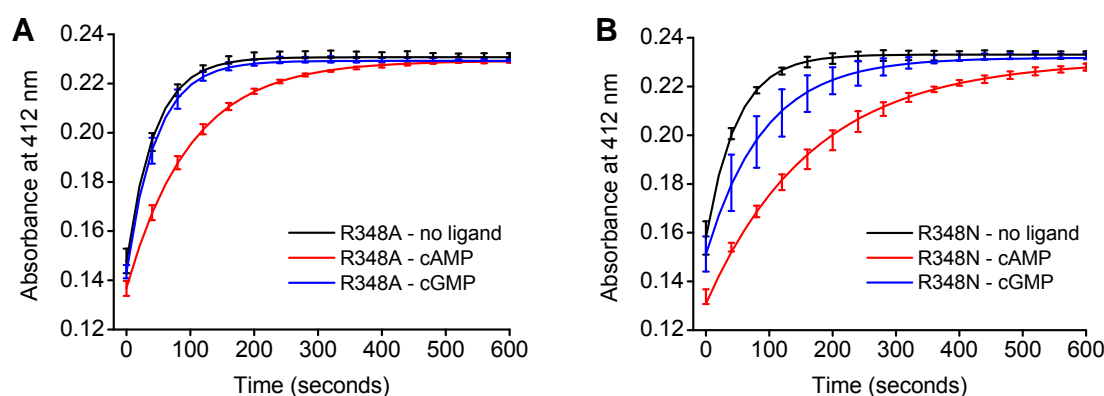 A
Absorbance at 412 nm
0.24
0.22
0.20
0.18
0.16
0.14
0.12
R348A - no ligand
R348A - cAMP
R348A - cGMP
0 100 200 300 400 500 600
Time (seconds)
B
Absorbance at 412 nm
0.24
0.22
0.20
0.18
0.16
0.14
0.12
R348N - no ligand
R348N - cAMP
R348N - cGMP
0 100 200 300 400 500 600
Time (seconds)